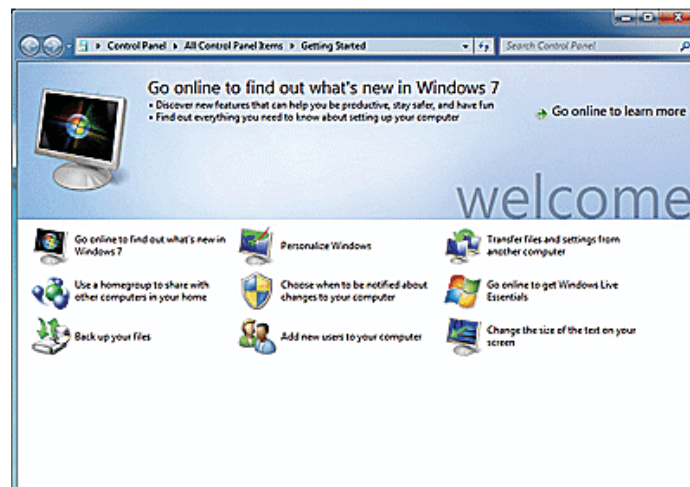 Control Panel ▸ All Control Panel Items ▸ Getting Started
Search Control Panel
Go online to find out what's new in Windows 7
• Discover new features that can help you be productive, stay safer, and have fun
• Find out everything you need to know about setting up your computer
Go online to learn more
welcome
Go online to find out what's new in
Windows 7
Personalize Windows
Transfer files and settings from
another computer
Use a homegroup to share with
other computers in your home
Choose when to be notified about
changes to your computer
Go online to get Windows Live
Essentials
Back up your files
Add new users to your computer
Change the size of the text on your
screen